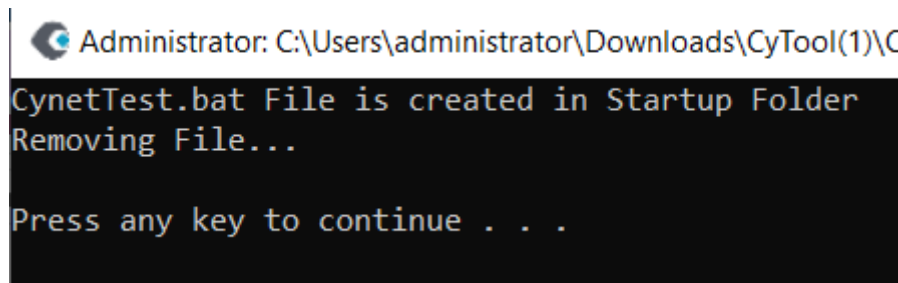 Administrator: C:\Users\administrator\Downloads\CyTool(1)\
CynetTest.bat File is created in Startup Folder
Removing File...
Press any key to continue . . .